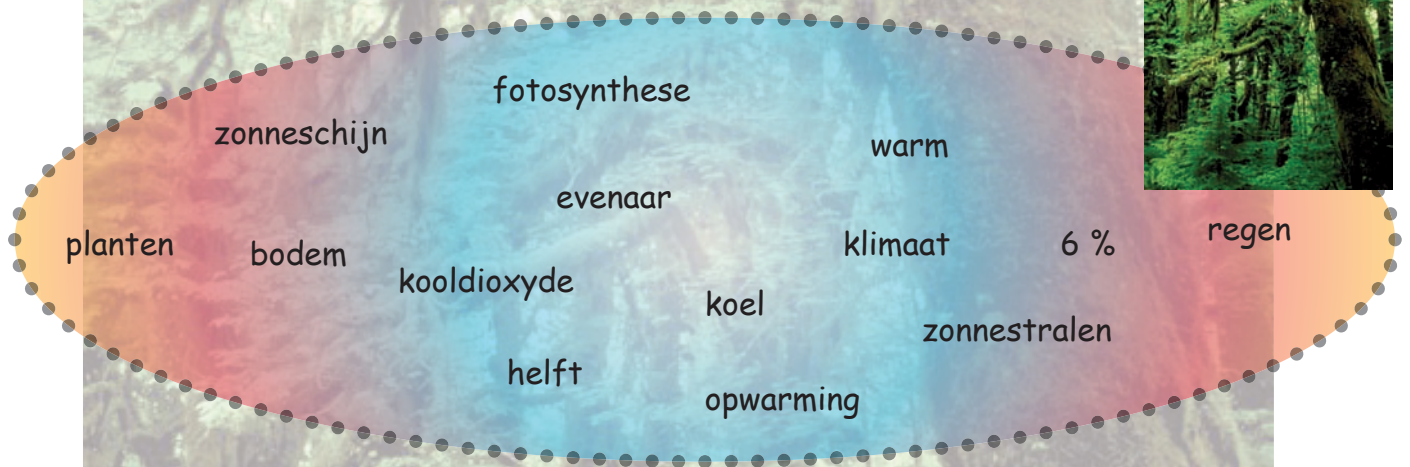 fotosynthese
zonneschijn
warm
evenaar
planten
bodem
klimaat
6 %
regen
kooldioxyde
koel
zonnestralen
helft
opwarming